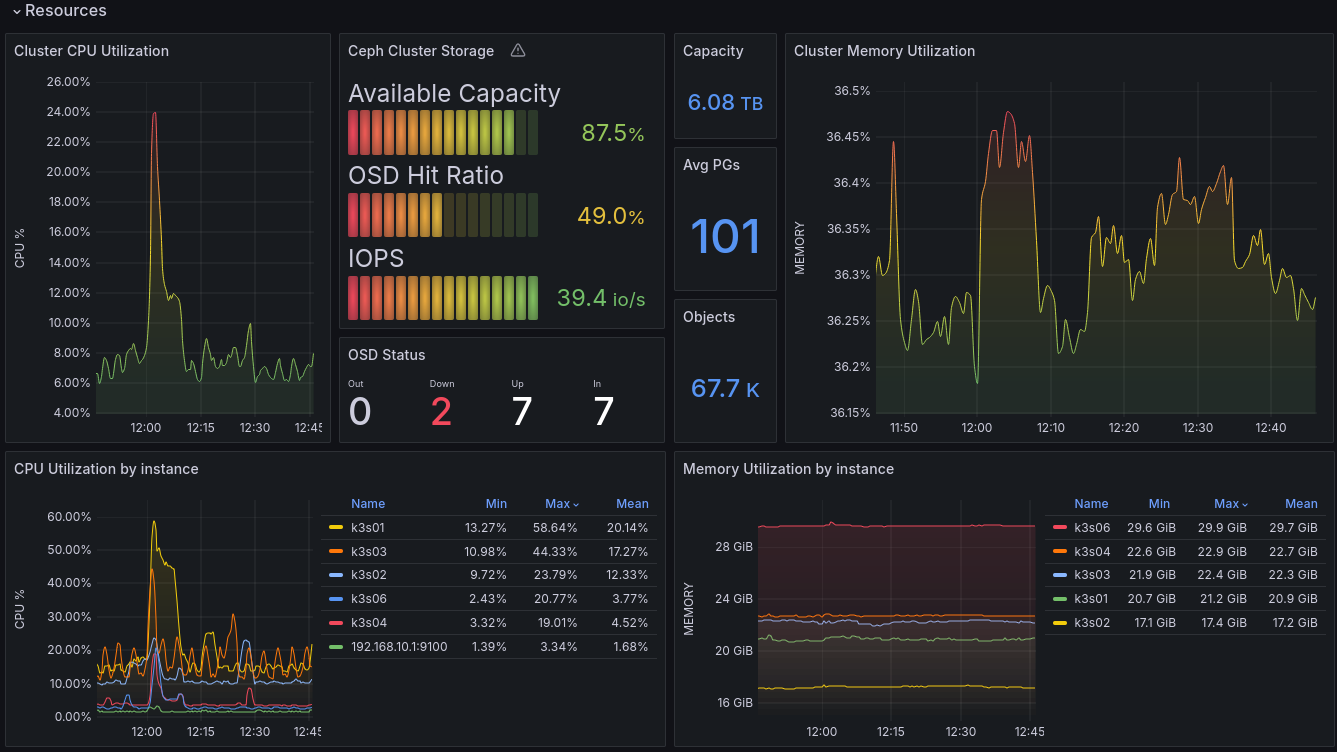 Resources
Cluster CPU Utilization
CPU %
26.00%
24.00%
22.00%
20.00%
18.00%
16.00%
14.00%
12.00%
10.00%
8.00%
6.00%
4.00%
12:00 12:15 12:30 12:45
Ceph Cluster Storage
Available Capacity
87.5%
OSD Hit Ratio
49.0%
IOPS
39.4 io/s
OSD Status
Out Down Up In
0 2 7 7
Capacity
6.08 TB
Avg PGs
101
Objects
67.7 K
Cluster Memory Utilization
MEMORY
36.5%
36.45%
36.4%
36.35%
36.3%
36.25%
36.2%
36.15%
11:50 12:00 12:10 12:20 12:30 12:40
CPU Utilization by instance
CPU %
60.00%
50.00%
40.00%
30.00%
20.00%
10.00%
0.00%
12:00 12:15 12:30 12:45
Name Min Max Mean
k3s01 13.27% 58.64% 20.14%
k3s03 10.98% 44.33% 17.27%
k3s02 9.72% 23.79% 12.33%
k3s06 2.43% 20.77% 3.77%
k3s04 3.32% 19.01% 4.52%
192.168.10.1:9100 1.39% 3.34% 1.68%
Memory Utilization by instance
MEMORY
28 GiB
24 GiB
20 GiB
16 GiB
12:00 12:15 12:30 12:45
Name Min Max Mean
k3s06 29.6 GiB 29.9 GiB 29.7 GiB
k3s04 22.6 GiB 22.9 GiB 22.7 GiB
k3s03 21.9 GiB 22.4 GiB 22.3 GiB
k3s01 20.7 GiB 21.2 GiB 20.9 GiB
k3s02 17.1 GiB 17.4 GiB 17.2 GiB